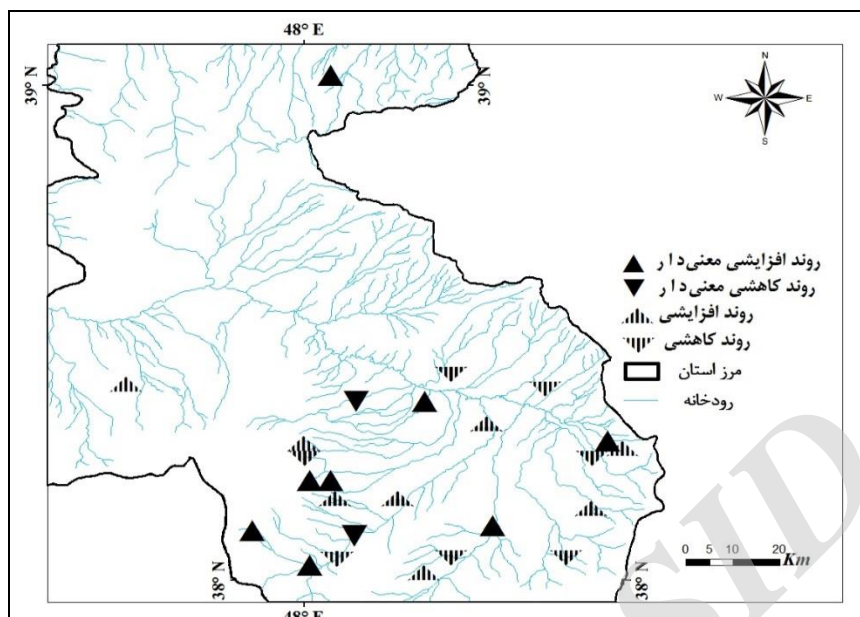 48° E
39° N
39° N
N
W
E
S
روند افزایشی معنی‌دار
روند کاهشی معنی‌دار
روند افزایشی
روند کاهشی
مرز استان
رودخانه
0 5 10 20
Km
38° N
38° N
48° E
SID